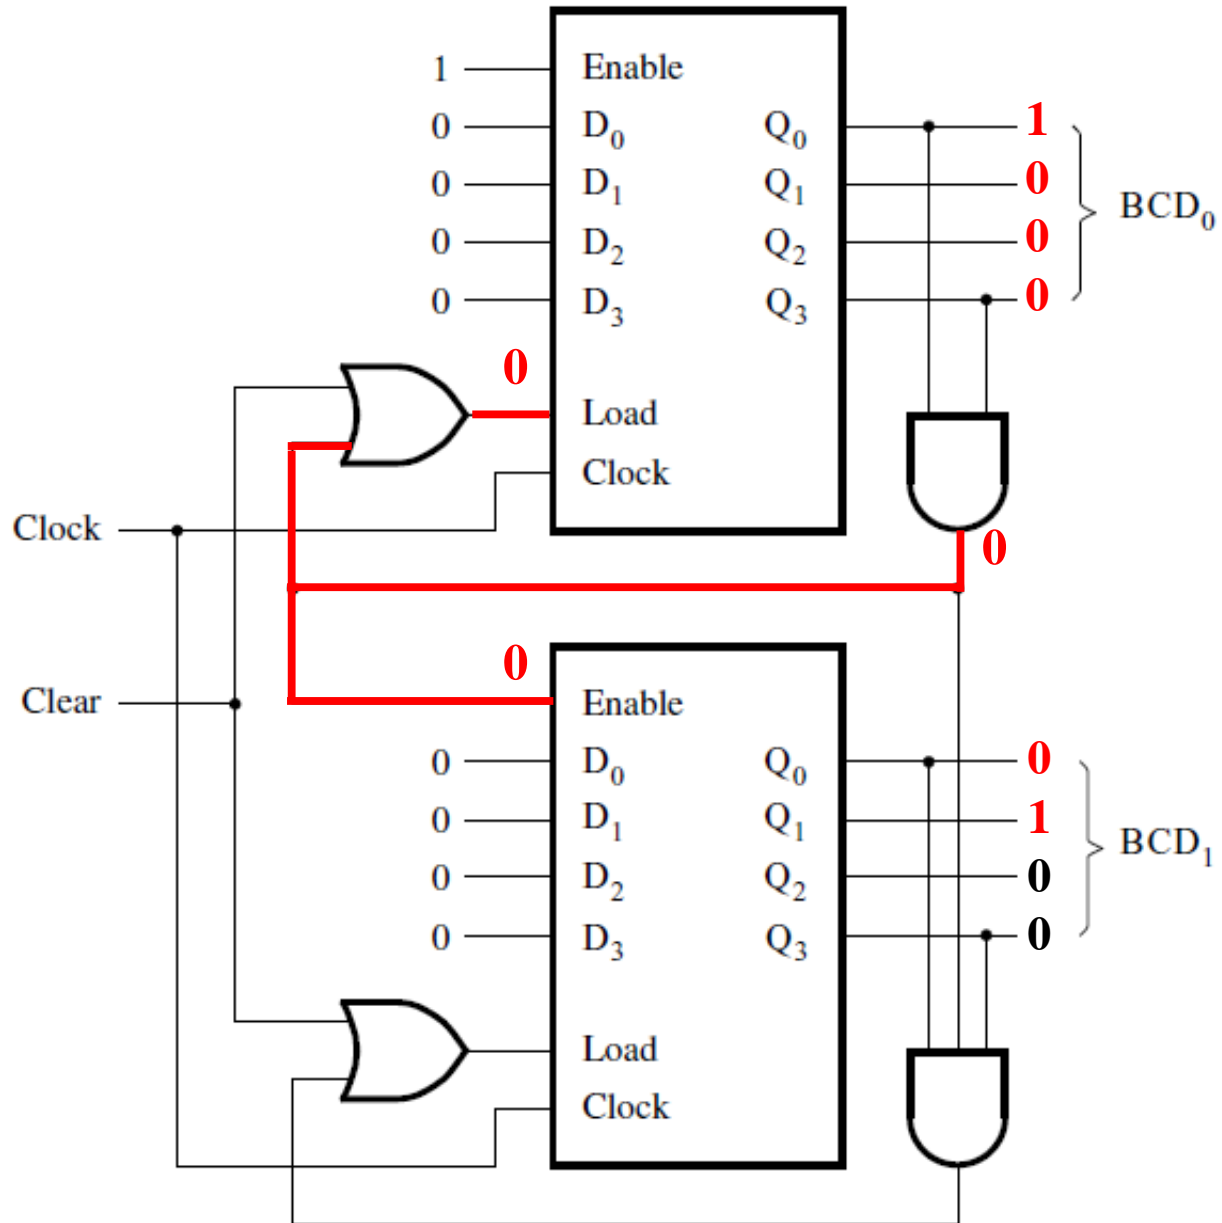 1 Enable
0 D0 Q0 1
0 D1 Q1 0
BCD0
0 D2 Q2 0
0 D3 Q3 0
0
Load
Clock
Clock
0
0
Clear
Enable
0 D0 Q0 0
0 D1 Q1 1
BCD1
0 D2 Q2 0
0 D3 Q3 0
Load
Clock